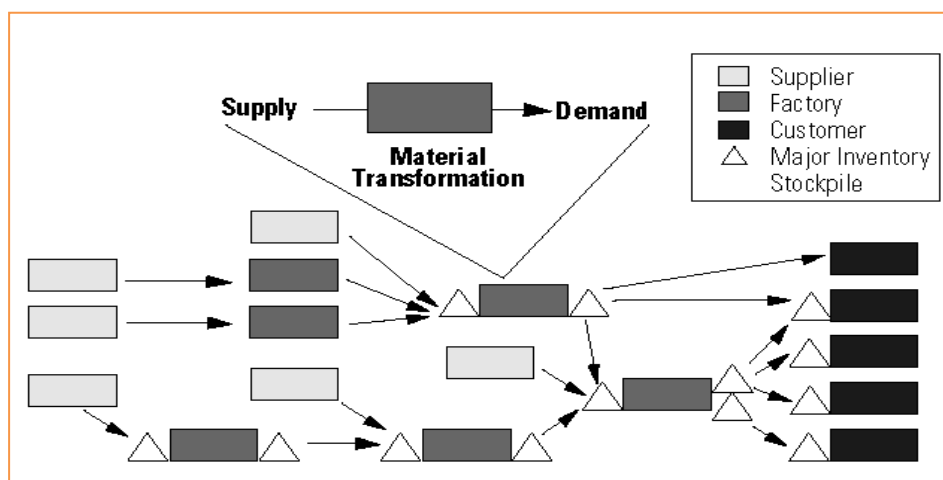 Supply
Demand
Material
Transformation
Supplier
Factory
Customer
Major Inventory
Stockpile